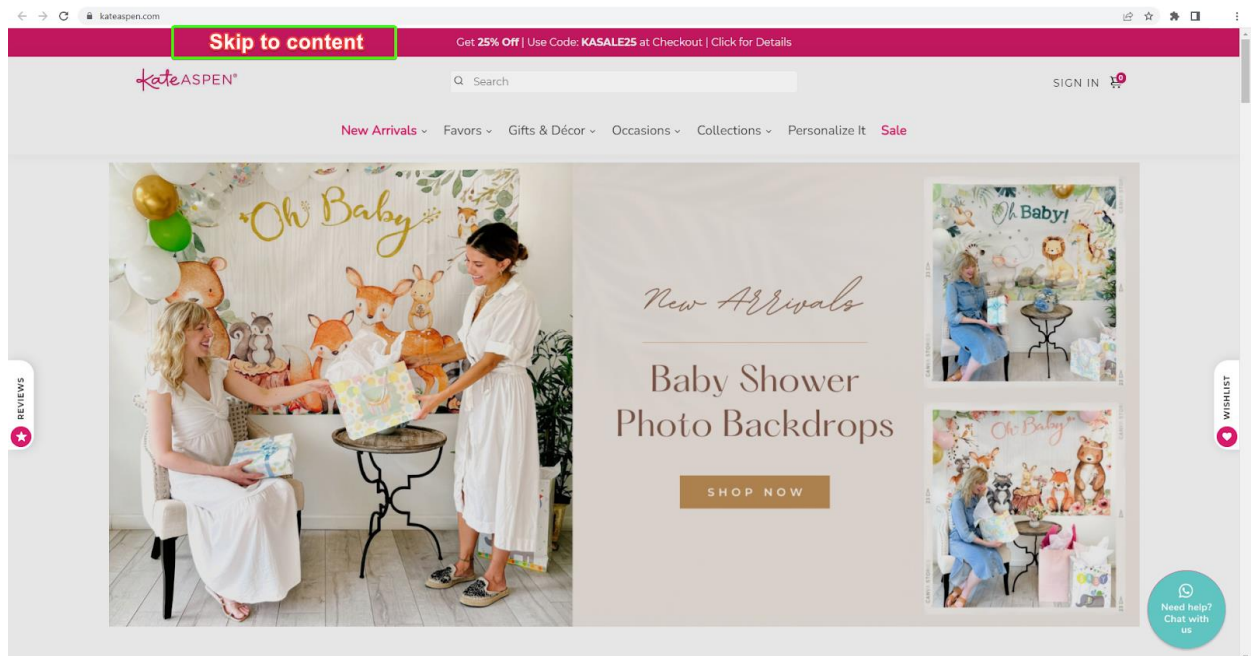 kateaspen.com
Skip to content
Get 25% Off | Use Code: KASALE25 at Checkout | Click for Details
kateASPEN®
Search
SIGN IN
0
New Arrivals
Favors
Gifts & Décor
Occasions
Collections
Personalize It
Sale
Oh Baby
New Arrivals
Baby Shower
Photo Backdrops
SHOP NOW
Oh Baby!
Oh Baby
REVIEWS
WISHLIST
Need help?
Chat with
us